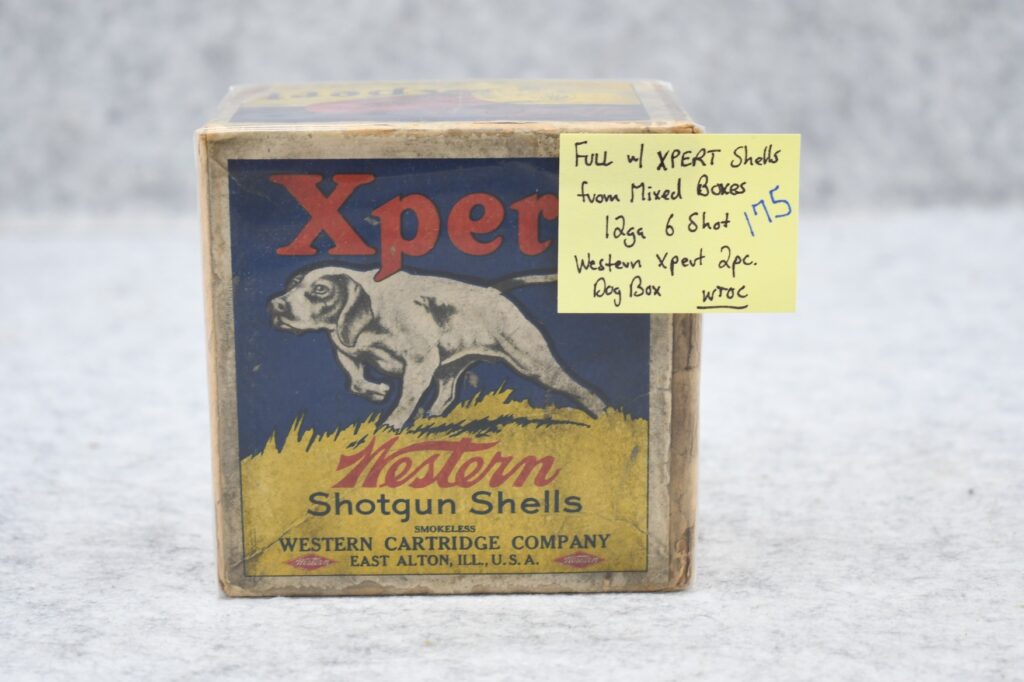 Xper
FULL w/ XPERT Shells
from Mixed Boxes
12ga 6 Shot 175
Western Xpert 2pc.
Dog Box WTOC
Western
Shotgun Shells
SMOKELESS
WESTERN CARTRIDGE COMPANY
EAST ALTON, ILL., U.S.A.